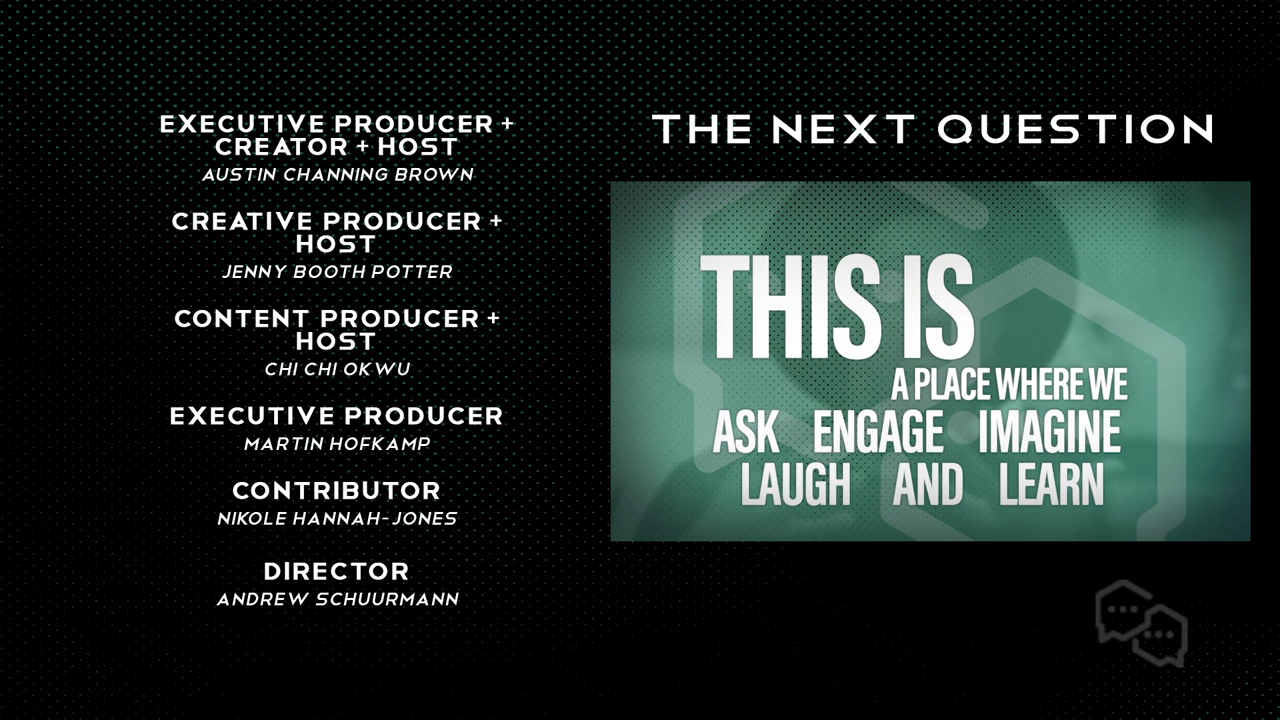 EXECUTIVE PRODUCER +
CREATOR + HOST
AUSTIN CHANNING BROWN
CREATIVE PRODUCER +
HOST
JENNY BOOTH POTTER
CONTENT PRODUCER +
HOST
CHI CHI OKWU
EXECUTIVE PRODUCER
MARTIN HOFKAMP
CONTRIBUTOR
NIKOLE HANNAH-JONES
DIRECTOR
ANDREW SCHUURMANN
THE NEXT QUESTION
THIS IS
A PLACE WHERE WE
ASK ENGAGE IMAGINE
LAUGH AND LEARN